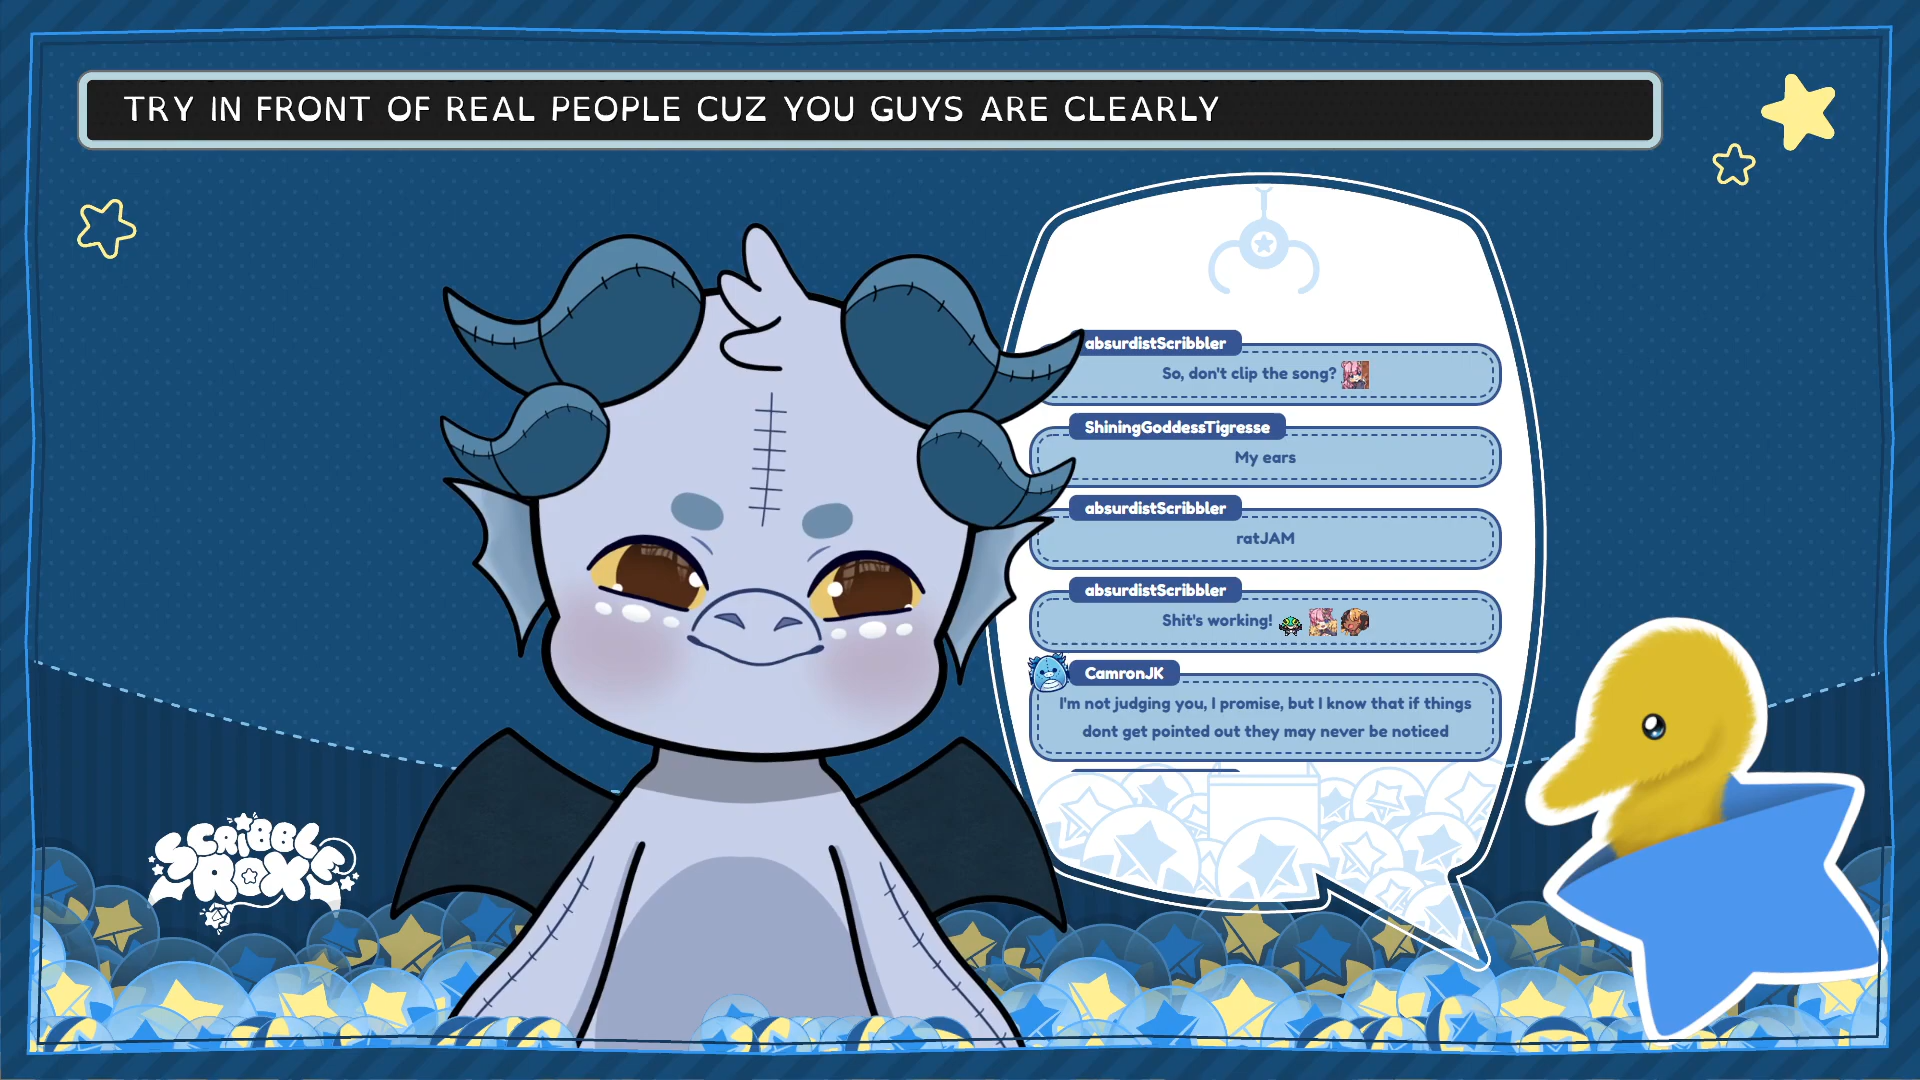 TRY IN FRONT OF REAL PEOPLE CUZ YOU GUYS ARE CLEARLY
absurdistScribbler
So, don't clip the song?
ShiningGoddessTigresse
My ears
absurdistScribbler
ratJAM
absurdistScribbler
Shit's working!
CamronJK
I'm not judging you, I promise, but I know that if things
dont get pointed out they may never be noticed
SCRIBBLE
ROX